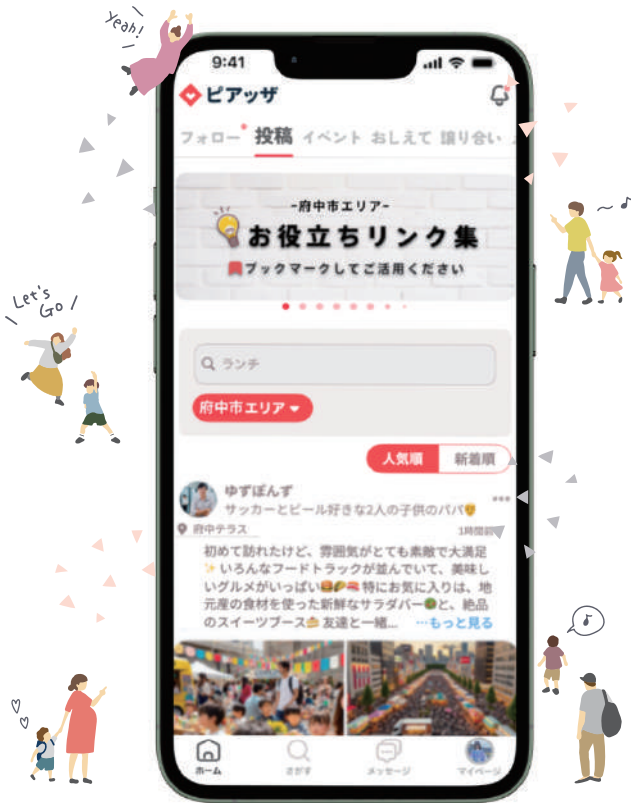 Yeah!
9:41
ピアッザ
フォロー 投稿 イベント おしえて 譲り合い
-府中市エリア-
お役立ちリンク集
ブックマークしてご活用ください
Let's
Go
ランチ
府中市エリア
人気順 新着順
ゆずぽんず
サッカーとビール好きな2人の子供のパパ
府中テラス 1時間前
初めて訪れたけど、雰囲気がとても素敵で大満足
✨いろんなフードトラックが並んでいて、美味し
いグルメがいっぱい🍔🌮🍣特にお気に入りは、地
元産の食材を使った新鮮なサラダバー🥗と、絶品
のスイーツブース🍰友達と一緒... …もっと見る
ホーム さがす メッセージ マイページ